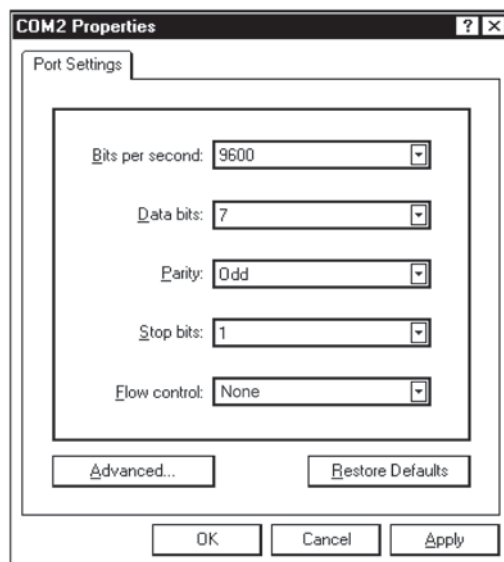 COM2 Properties ? ×
Port Settings
Bits per second: 9600
Data bits: 7
Parity: Odd
Stop bits: 1
Flow control: None
Advanced... Restore Defaults
OK Cancel Apply